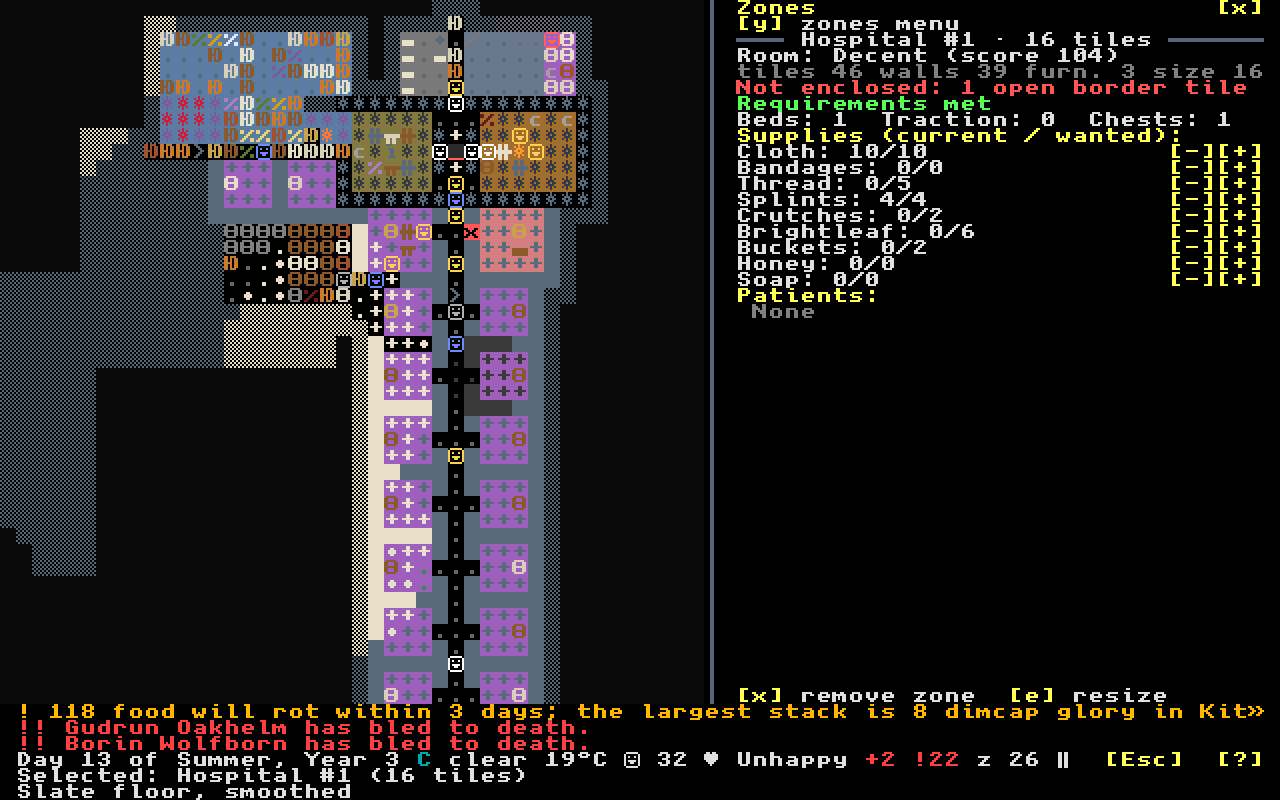 Zones [x]
[y] zones menu
Hospital #1 · 16 tiles
Room: Decent (score 104)
tiles 46 walls 39 furn. 3 size 16
Not enclosed: 1 open border tile
Requirements met
Beds: 1 Traction: 0 Chests: 1
Supplies (current / wanted):
Cloth: 10/10 [-][+]
Bandages: 0/0 [-][+]
Thread: 0/5 [-][+]
Splints: 4/4 [-][+]
Crutches: 0/2 [-][+]
Brightleaf: 0/6 [-][+]
Buckets: 0/2 [-][+]
Honey: 0/0 [-][+]
Soap: 0/0 [-][+]
Patients:
None
[x] remove zone [e] resize
! 118 food will rot within 3 days; the largest stack is 8 dimcap glory in Kit»
!! Gudrun Oakhelm has bled to death.
!! Borin Wolfborn has bled to death.
Day 13 of Summer, Year 3 C clear 19°C ☺ 32 ♥ Unhappy +2 !22 z 26 ‖ [Esc] [?]
Selected: Hospital #1 (16 tiles)
Slate floor, smoothed